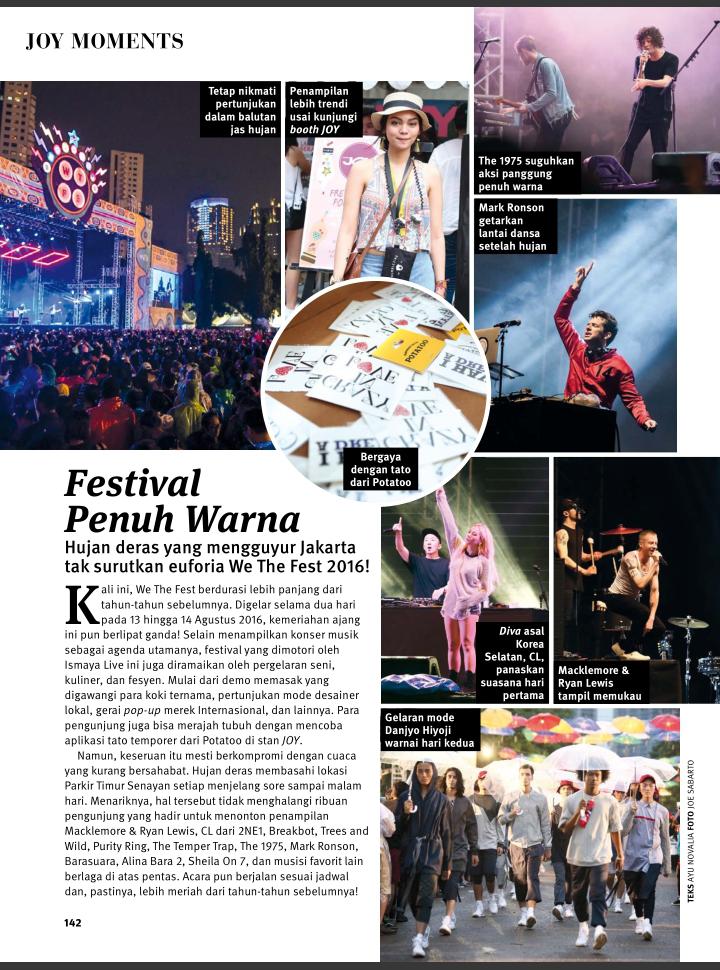 JOY MOMENTS
Tetap nikmati
pertunjukan
dalam balutan
jas hujan
Penampilan
lebih trendi
usai kunjungi
booth JOY
The 1975 suguhkan
aksi panggung
penuh warna
Mark Ronson
getarkan
lantai dansa
setelah hujan
W T
F E
POTATOO
Bergaya
dengan tato
dari Potatoo
Festival
Penuh Warna
Hujan deras yang mengguyur Jakarta
tak surutkan euforia We The Fest 2016!
Kali ini, We The Fest berdurasi lebih panjang dari
tahun-tahun sebelumnya. Digelar selama dua hari
pada 13 hingga 14 Agustus 2016, kemeriahan ajang
ini pun berlipat ganda! Selain menampilkan konser musik
sebagai agenda utamanya, festival yang dimotori oleh
Ismaya Live ini juga diramaikan oleh pergelaran seni,
kuliner, dan fesyen. Mulai dari demo memasak yang
digawangi para koki ternama, pertunjukan mode desainer
lokal, gerai pop-up merek Internasional, dan lainnya. Para
pengunjung juga bisa merajah tubuh dengan mencoba
aplikasi tato temporer dari Potatoo di stan JOY.
Namun, keseruan itu mesti berkompromi dengan cuaca
yang kurang bersahabat. Hujan deras membasahi lokasi
Parkir Timur Senayan setiap menjelang sore sampai malam
hari. Menariknya, hal tersebut tidak menghalangi ribuan
pengunjung yang hadir untuk menonton penampilan
Macklemore & Ryan Lewis, CL dari 2NE1, Breakbot, Trees and
Wild, Purity Ring, The Temper Trap, The 1975, Mark Ronson,
Barasuara, Alina Bara 2, Sheila On 7, dan musisi favorit lain
berlaga di atas pentas. Acara pun berjalan sesuai jadwal
dan, pastinya, lebih meriah dari tahun-tahun sebelumnya!
Diva asal
Korea
Selatan, CL,
panaskan
suasana hari
pertama
Macklemore &
Ryan Lewis
tampil memukau
Gelaran mode
Danjyo Hiyoji
warnai hari kedua
TEKS AYU NOVALIA FOTO JOE SABARTO
142